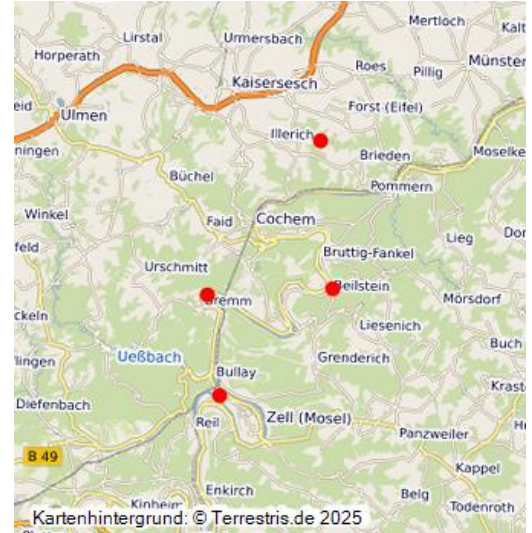 Mertloch
Lirstal
Urmersbach
Horperath
Kalt
Roes
Pillig
Münster
Kaisersesch
Forst (Eifel)
Ulmen
Illerich
Brieden
Moselke
Büchel
Pommern
Winkel
Faid
Cochem
Lieg
Bruttig-Fankel
Urschmitt
Beilstein
Mörsdorf
Bremm
Liesenich
Buch
Grenderich
Ueßbach
Bullay
Diefenbach
Reil
Zell (Mosel)
Panzweiler
B 49
Kappel
Enkirch
Belg
Todenroth
Kinheim
Kartenhintergrund: © Terrestris.de 2025